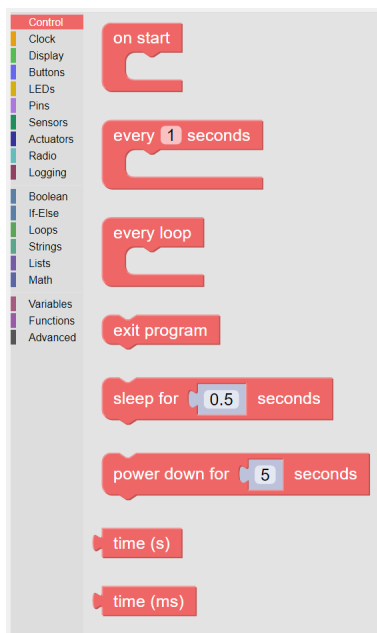 Control
Clock
Display
Buttons
LEDs
Pins
Sensors
Actuators
Radio
Logging
Boolean
If-Else
Loops
Strings
Lists
Math
Variables
Functions
Advanced
on start
every 1 seconds
every loop
exit program
sleep for 0.5 seconds
power down for 5 seconds
time (s)
time (ms)